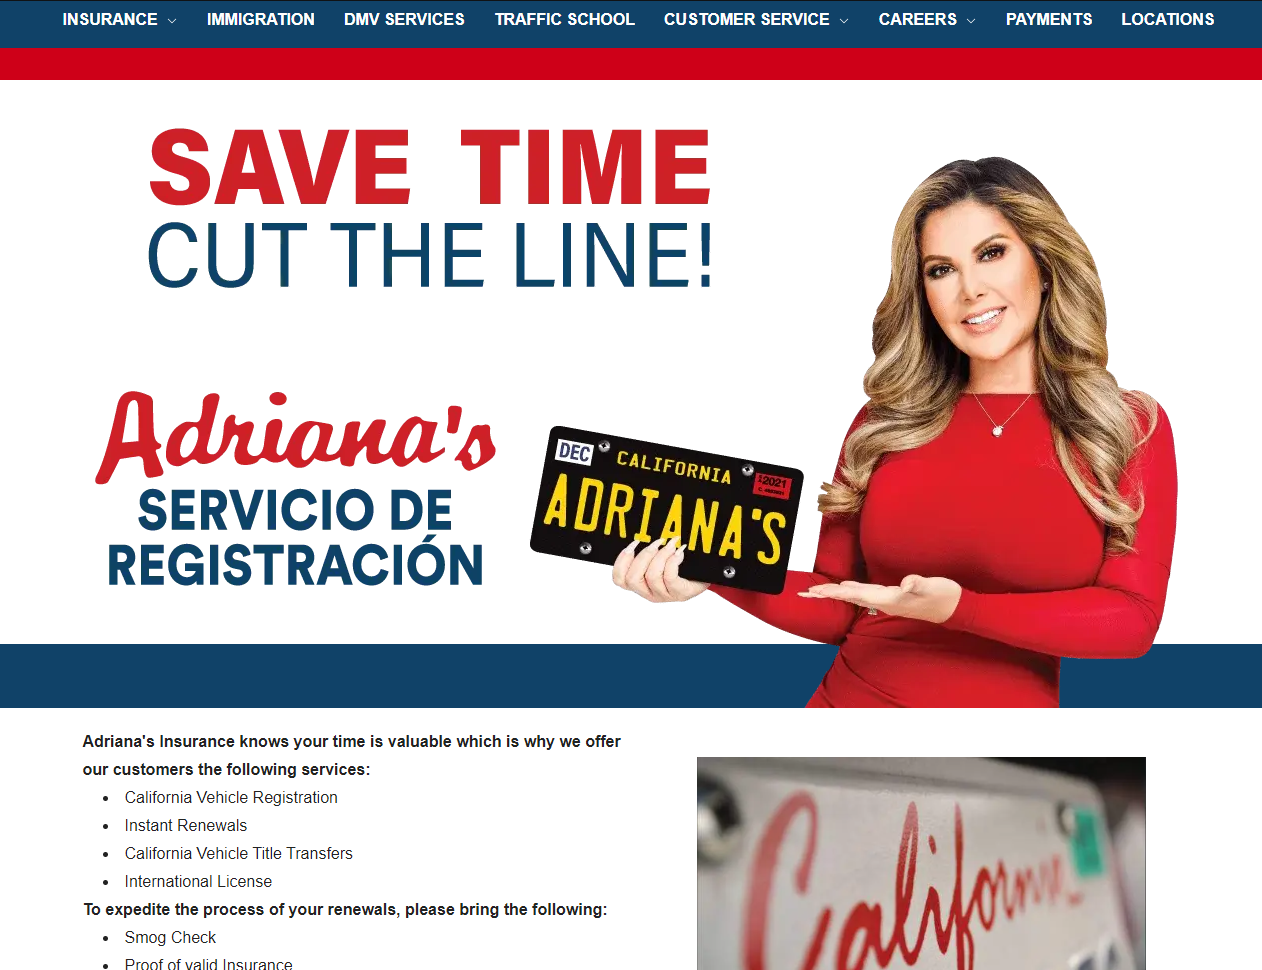 INSURANCE IMMIGRATION DMV SERVICES TRAFFIC SCHOOL CUSTOMER SERVICE CAREERS PAYMENTS LOCATIONS
SAVE TIME
CUT THE LINE!
Adriana's
SERVICIO DE
REGISTRACIÓN
DEC
CALIFORNIA
2021
ADRIANA'S
Adriana's Insurance knows your time is valuable which is why we offer
our customers the following services:
• California Vehicle Registration
• Instant Renewals
• California Vehicle Title Transfers
• International License
To expedite the process of your renewals, please bring the following:
• Smog Check
• Proof of valid Insurance
California